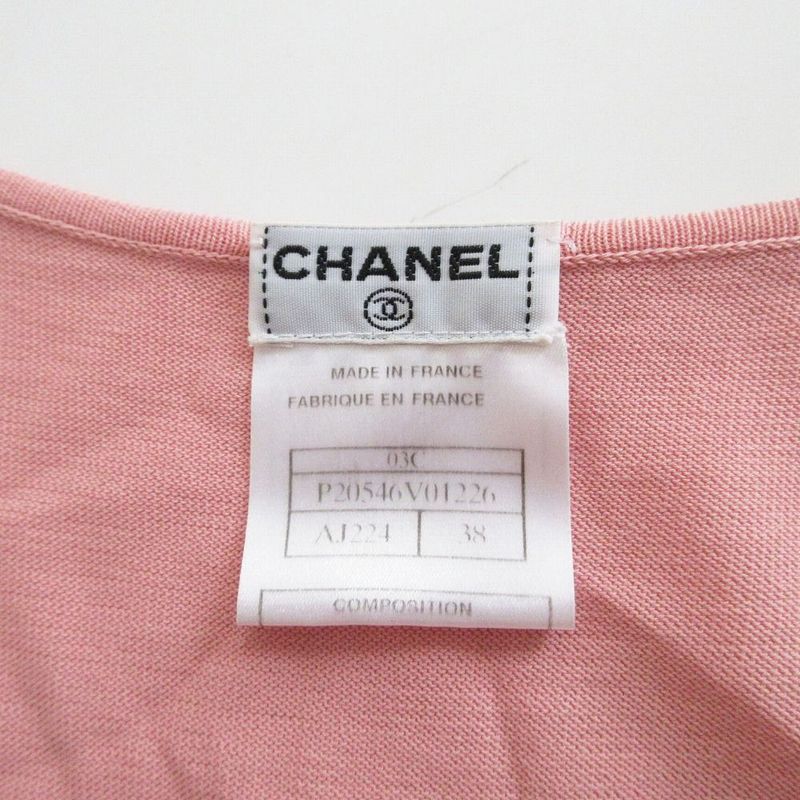 CHANEL
MADE IN FRANCE
FABRIQUE EN FRANCE
03C
P20546V01226
AJ224 38
COMPOSITION